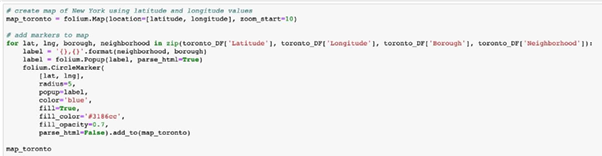 # create map of New York using latitude and longitude values
map_toronto = folium.Map(location=[latitude, longitude], zoom_start=10)
# add markers to map
for lat, lng, borough, neighborhood in zip(toronto_DF['Latitude'], toronto_DF['Longitude'], toronto_DF['Borough'], toronto_DF['Neighborhood']):
label = '{},{}'.format(neighborhood, borough)
label = folium.Popup(label, parse_html=True)
folium.CircleMarker(
[lat, lng],
radius=5,
popup=label,
color='blue',
fill=True,
fill_color='#3186cc',
fill_opacity=0.7,
parse_html=False).add_to(map_toronto)
map_toronto